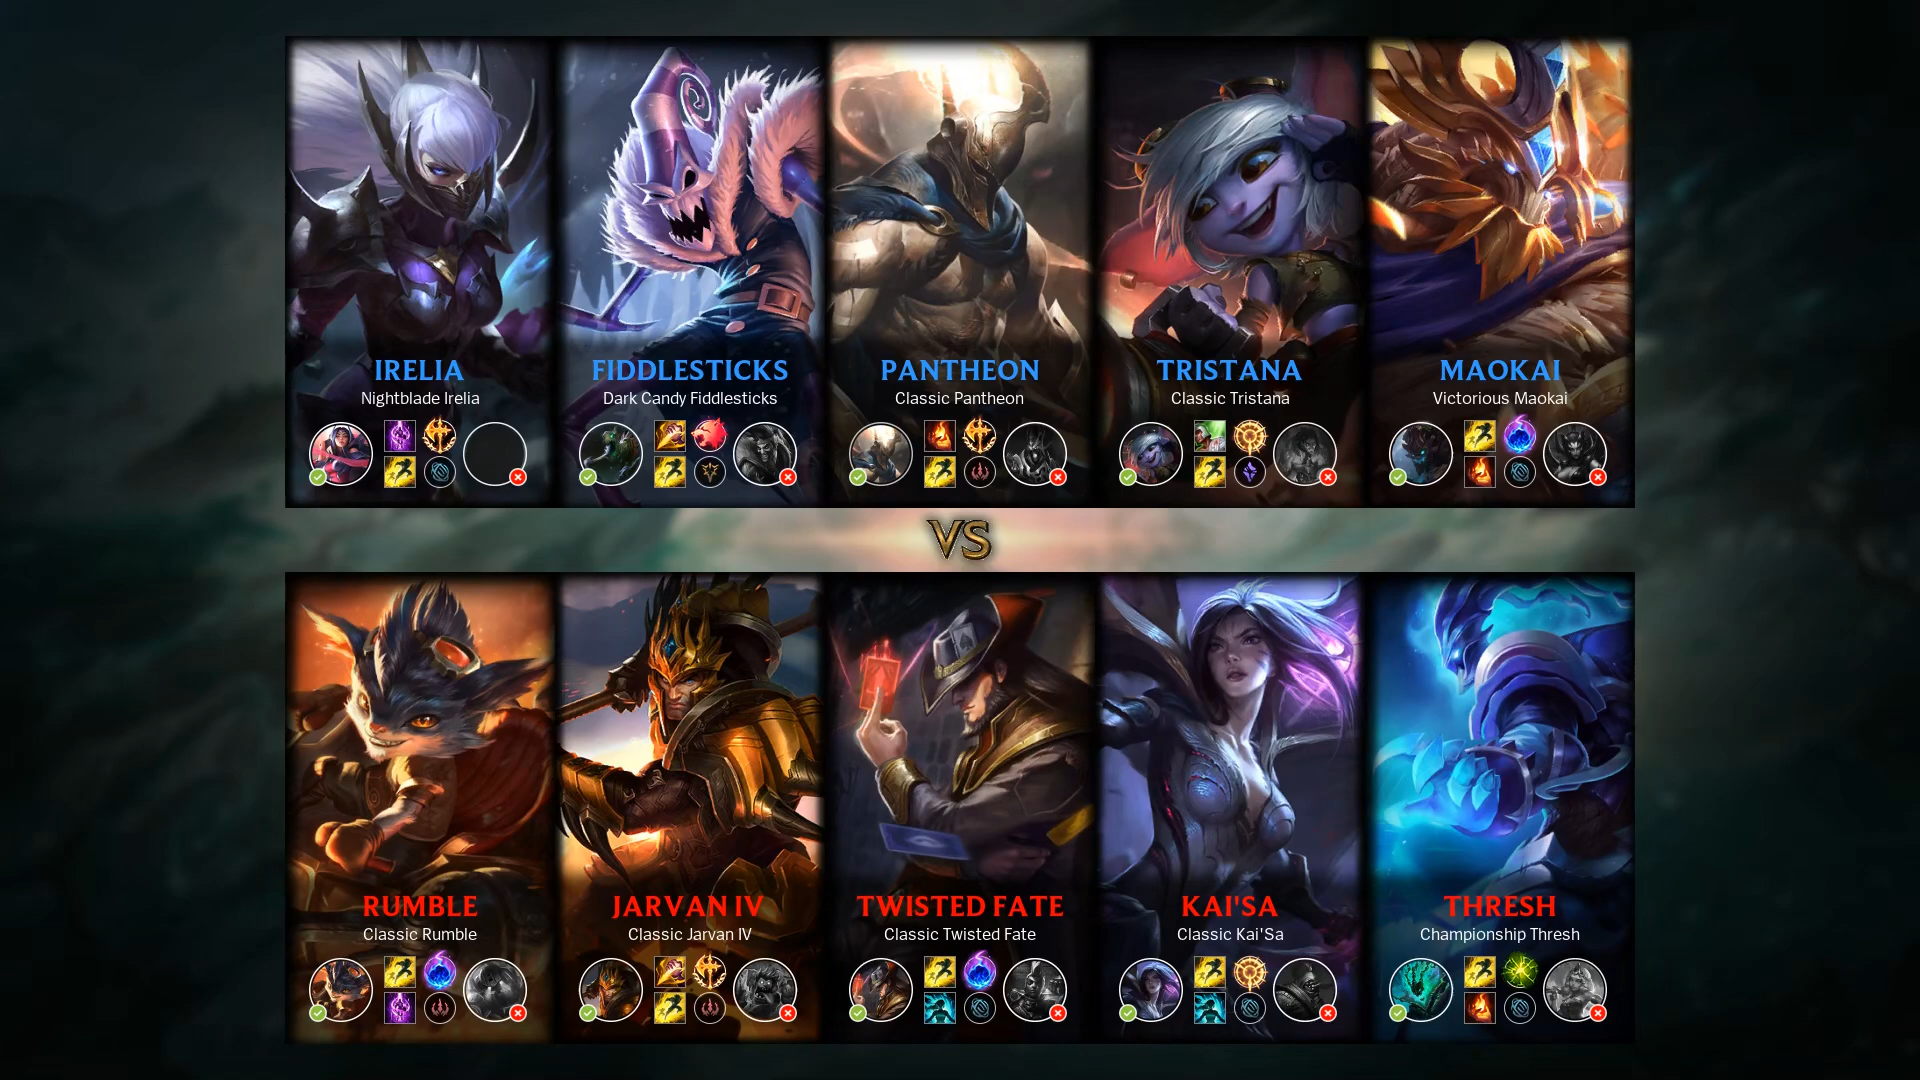 IRELIA
Nightblade Irelia
FIDDLESTICKS
Dark Candy Fiddlesticks
PANTHEON
Classic Pantheon
TRISTANA
Classic Tristana
MAOKAI
Victorious Maokai
VS
RUMBLE
Classic Rumble
JARVAN IV
Classic Jarvan IV
TWISTED FATE
Classic Twisted Fate
KAI'SA
Classic Kai'Sa
THRESH
Championship Thresh